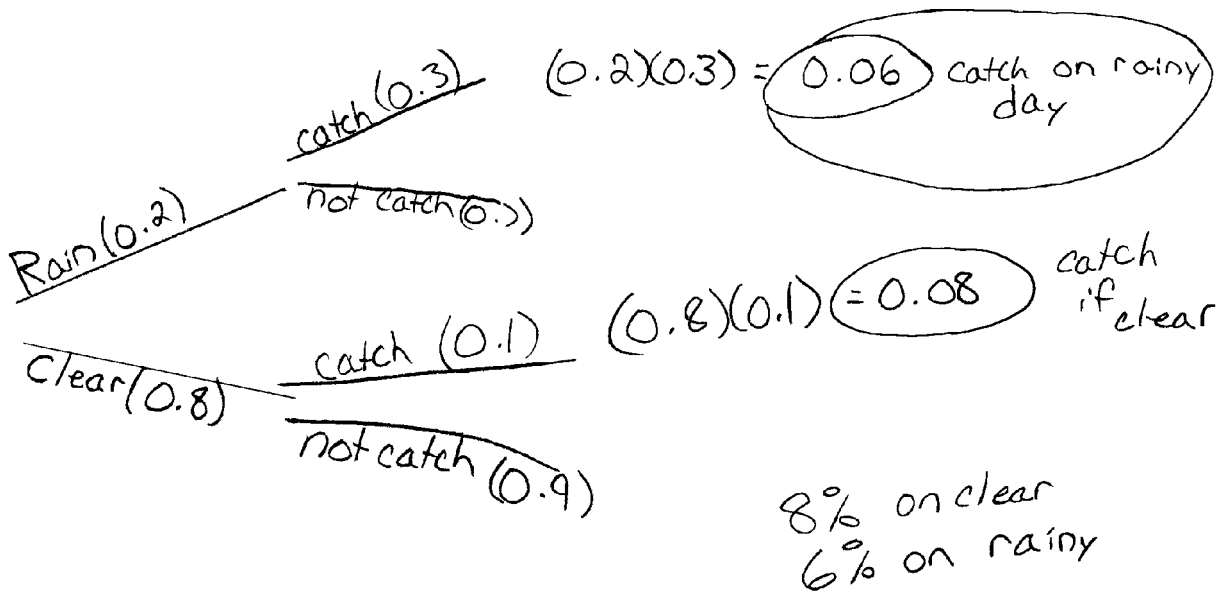 catch (0.3)
(0.2)(0.3) = 0.06 catch on rainy
day
not catch
Rain (0.2)
catch
if
clear
(0.8)(0.1) = 0.08
catch (0.1)
Clear (0.8)
not catch (0.9)
8% on clear
6% on rainy